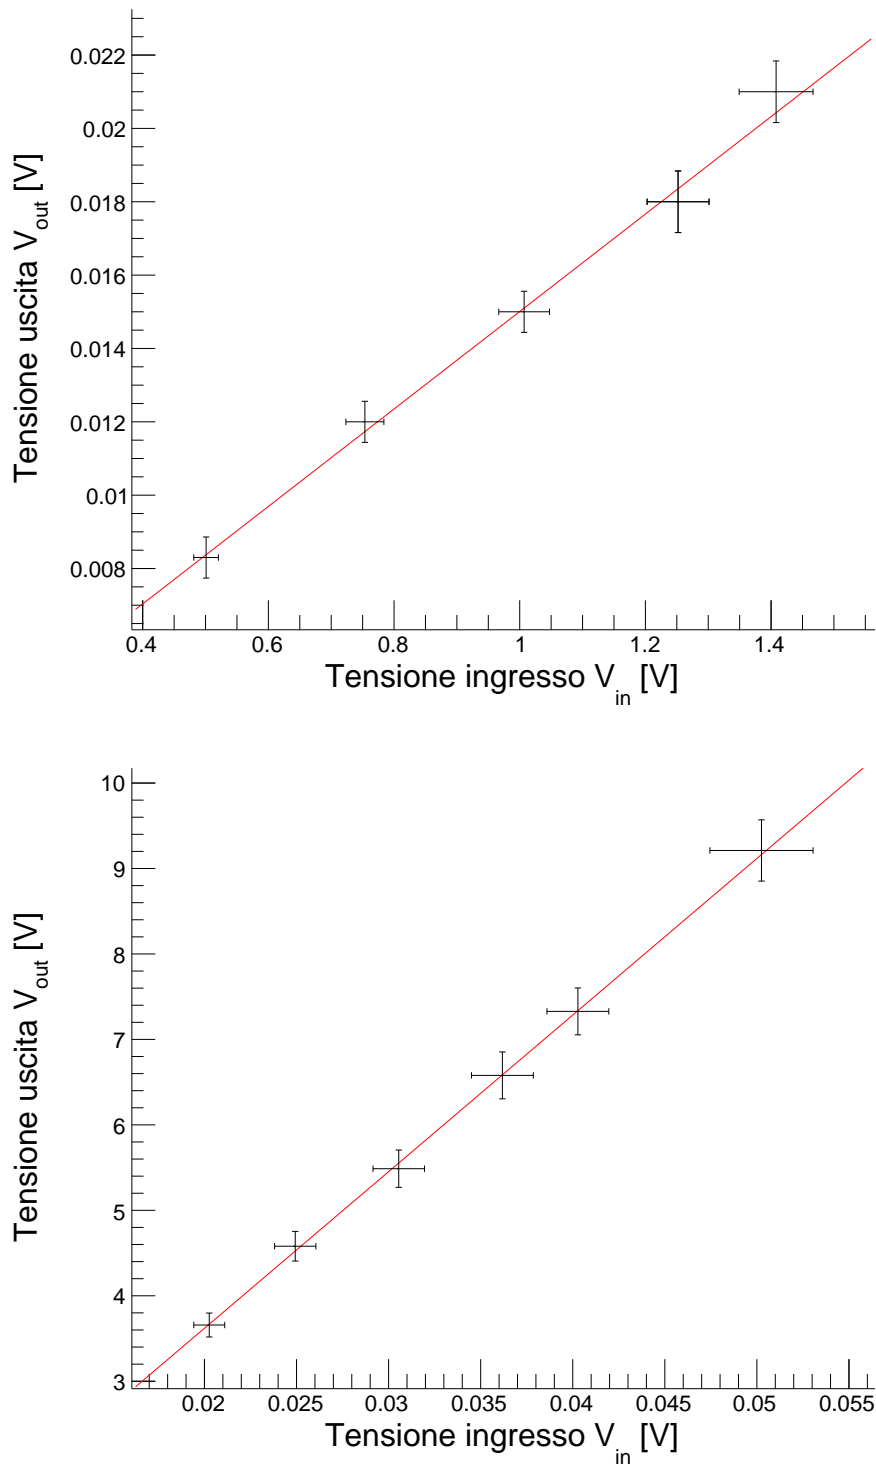 Tensione uscita V_out [V]
0.022
0.02
0.018
0.016
0.014
0.012
0.01
0.008
0.4 0.6 0.8 1 1.2 1.4
Tensione ingresso V_in [V]
Tensione uscita V_out [V]
10
9
8
7
6
5
4
3
0.02 0.025 0.03 0.035 0.04 0.045 0.05 0.055
Tensione ingresso V_in [V]